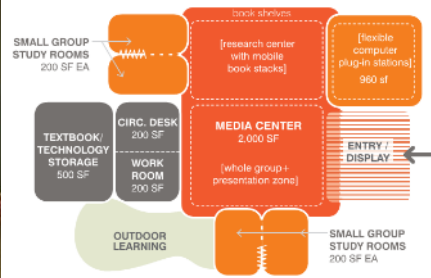 book shelves
SMALL GROUP
STUDY ROOMS
200 SF EA
[research center
with mobile
book stacks]
[flexible
computer
plug-in stations]
960 sf
TEXTBOOK/
TECHNOLOGY
STORAGE
500 SF
CIRC. DESK
200 SF
WORK
ROOM
200 SF
MEDIA CENTER
2,000 SF
[whole group+
presentation zone]
ENTRY /
DISPLAY
OUTDOOR
LEARNING
SMALL GROUP
STUDY ROOMS
200 SF EA